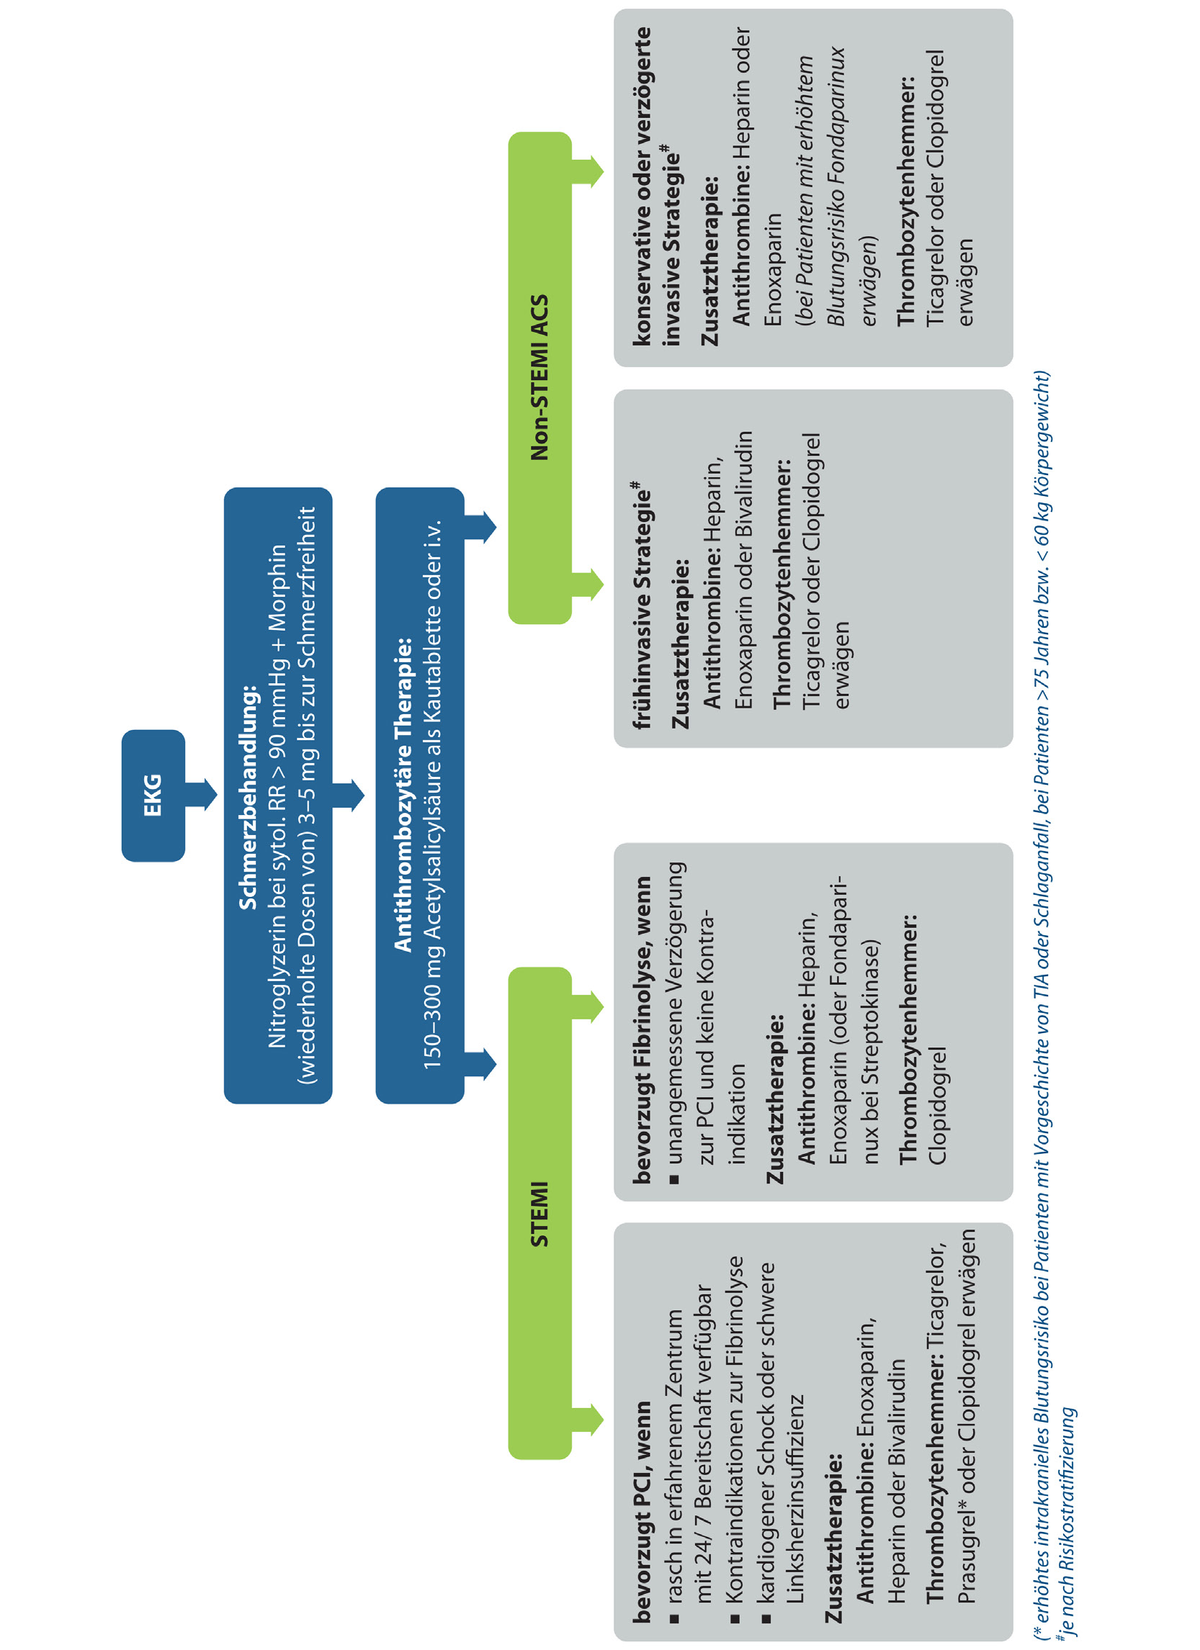 EKG
Schmerzbehandlung:
Nitroglyzerin bei sytol. RR > 90 mmHg + Morphin
(wiederholte Dosen von) 3–5 mg bis zur Schmerzfreiheit
Antithrombozytäre Therapie:
150–300 mg Acetylsalicylsäure als Kautablette oder i.v.
STEMI
Non-STEMI ACS
bevorzugt PCI, wenn
▪ rasch in erfahrenem Zentrum
mit 24/ 7 Bereitschaft verfügbar
▪ Kontraindikationen zur Fibrinolyse
▪ kardiogener Schock oder schwere
Linksherzinsuffizienz
Zusatztherapie:
Antithrombine: Enoxaparin,
Heparin oder Bivalirudin
Thrombozytenhemmer: Ticagrelor,
Prasugrel* oder Clopidogrel erwägen
bevorzugt Fibrinolyse, wenn
▪ unangemessene Verzögerung
zur PCI und keine Kontra-
indikation
Zusatztherapie:
Antithrombine: Heparin,
Enoxaparin (oder Fondapari-
nux bei Streptokinase)
Thrombozytenhemmer:
Clopidogrel
frühinvasive Strategie#
Zusatztherapie:
Antithrombine: Heparin,
Enoxaparin oder Bivalirudin
Thrombozytenhemmer:
Ticagrelor oder Clopidogrel
erwägen
konservative oder verzögerte
invasive Strategie#
Zusatztherapie:
Antithrombine: Heparin oder
Enoxaparin
(bei Patienten mit erhöhtem
Blutungsrisiko Fondaparinux
erwägen)
Thrombozytenhemmer:
Ticagrelor oder Clopidogrel
erwägen
(* erhöhtes intrakranielles Blutungsrisiko bei Patienten mit Vorgeschichte von TIA oder Schlaganfall, bei Patienten >75 Jahren bzw. < 60 kg Körpergewicht)
#je nach Risikostratifizierung